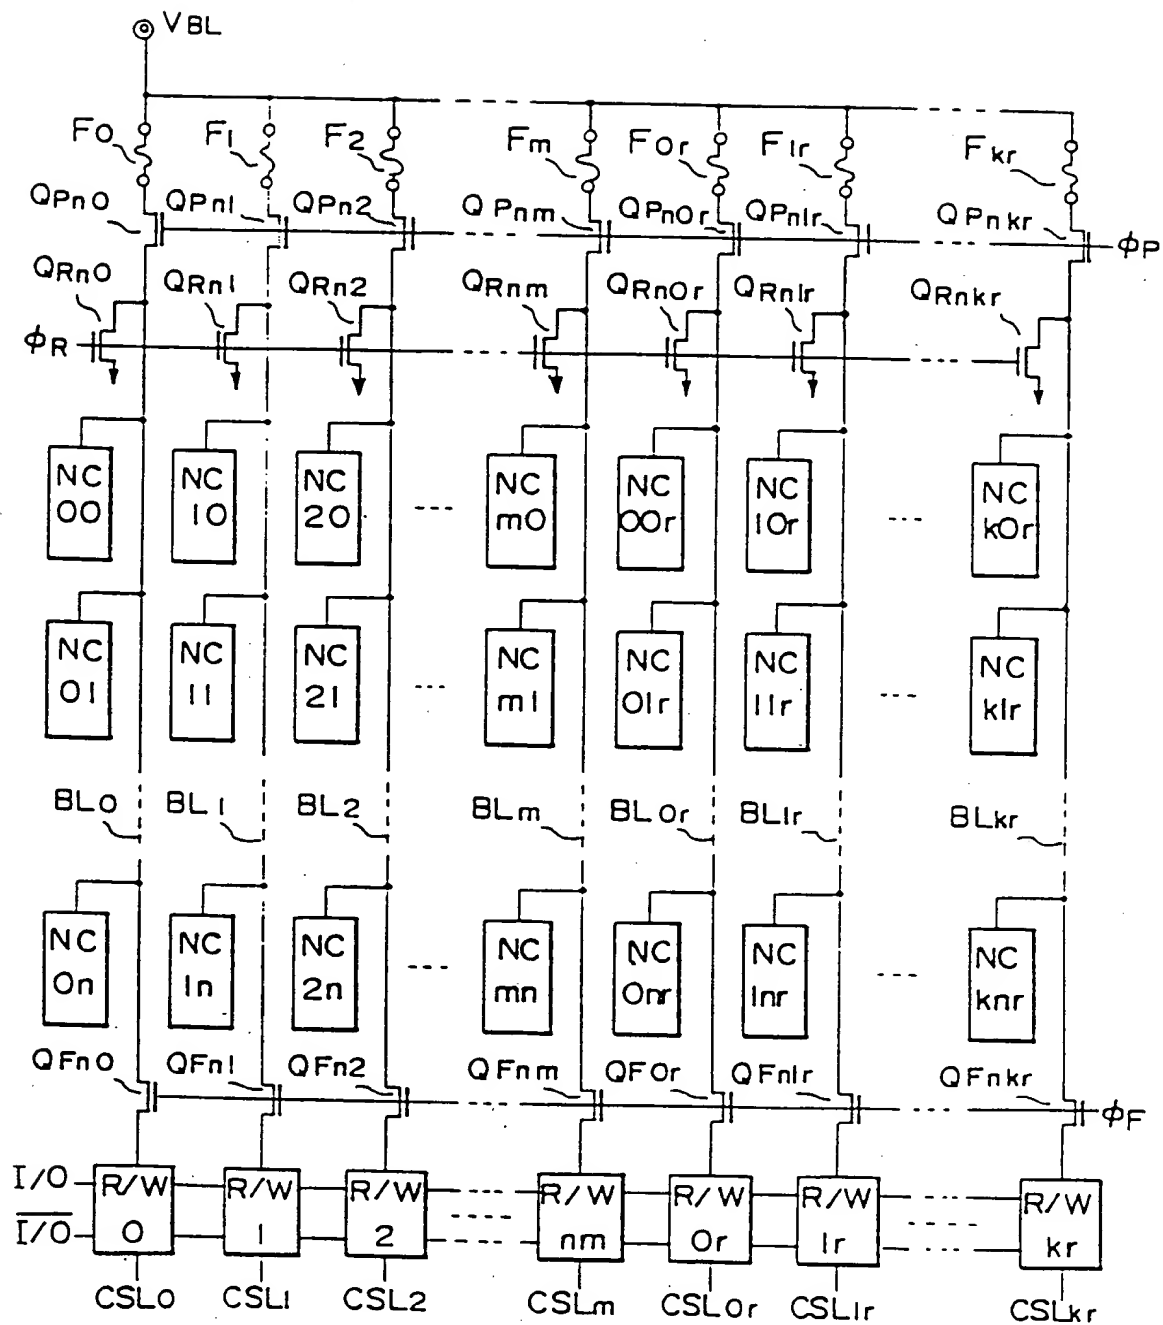 VBL
F0 F1 F2 Fm F0r F1r Fkr
QPn0 QPn1 QPn2 QPnm QPn0r QPn1r QPnkr
φP
QRn0 QRn1 QRn2 QRnm QRn0r QRn1r QRnkr
φR
NC 00 NC 10 NC 20 ... NC m0 NC 00r NC 10r ... NC k0r
NC 01 NC 11 NC 21 ... NC m1 NC 01r NC 11r ... NC k1r
BL0 BL1 BL2 BLm BL0r BL1r BLkr
NC 0n NC 1n NC 2n ... NC mn NC 0nr NC 1nr ... NC knr
QFn0 QFn1 QFn2 QFnm QF0r QFn1r QFnkr
φF
I/O R/W R/W R/W R/W R/W R/W R/W
I/O 0 1 2 nm 0r 1r kr
CSL0 CSL1 CSL2 CSLm CSL0r CSL1r CSLkr